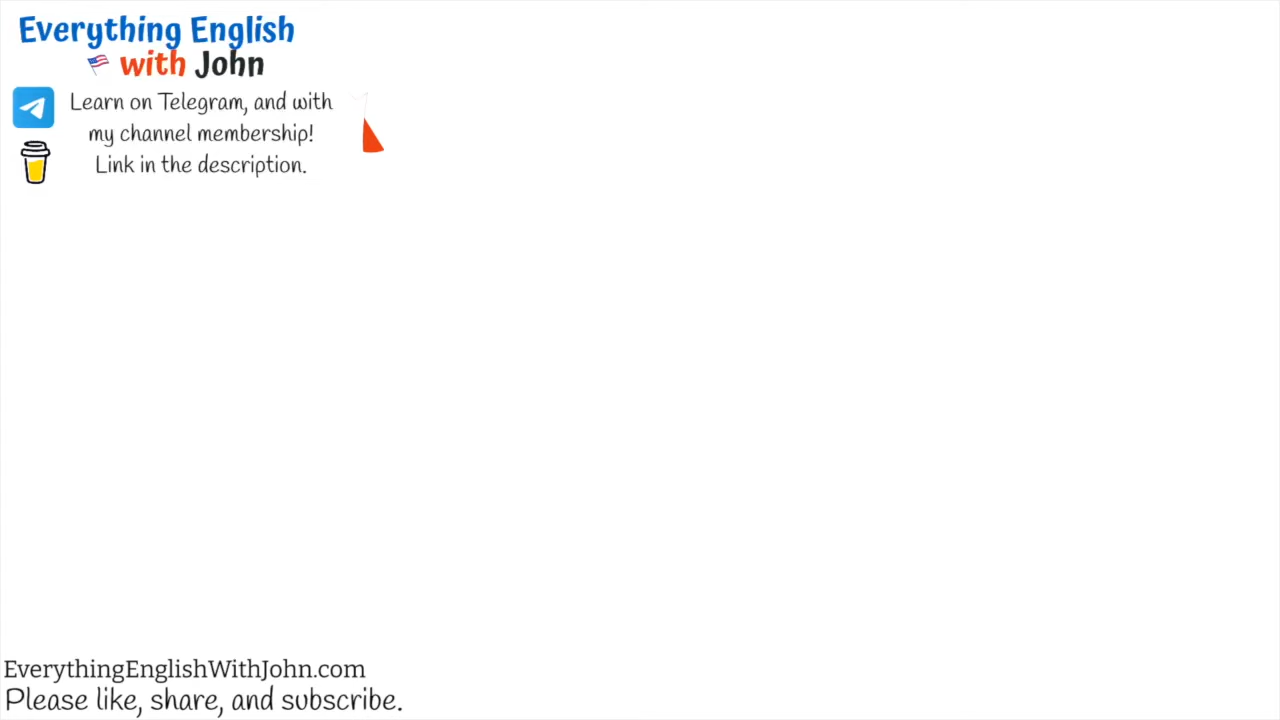 Everything English
with John
Learn on Telegram, and with
my channel membership!
Link in the description.
EverythingEnglishWithJohn.com
Please like, share, and subscribe.